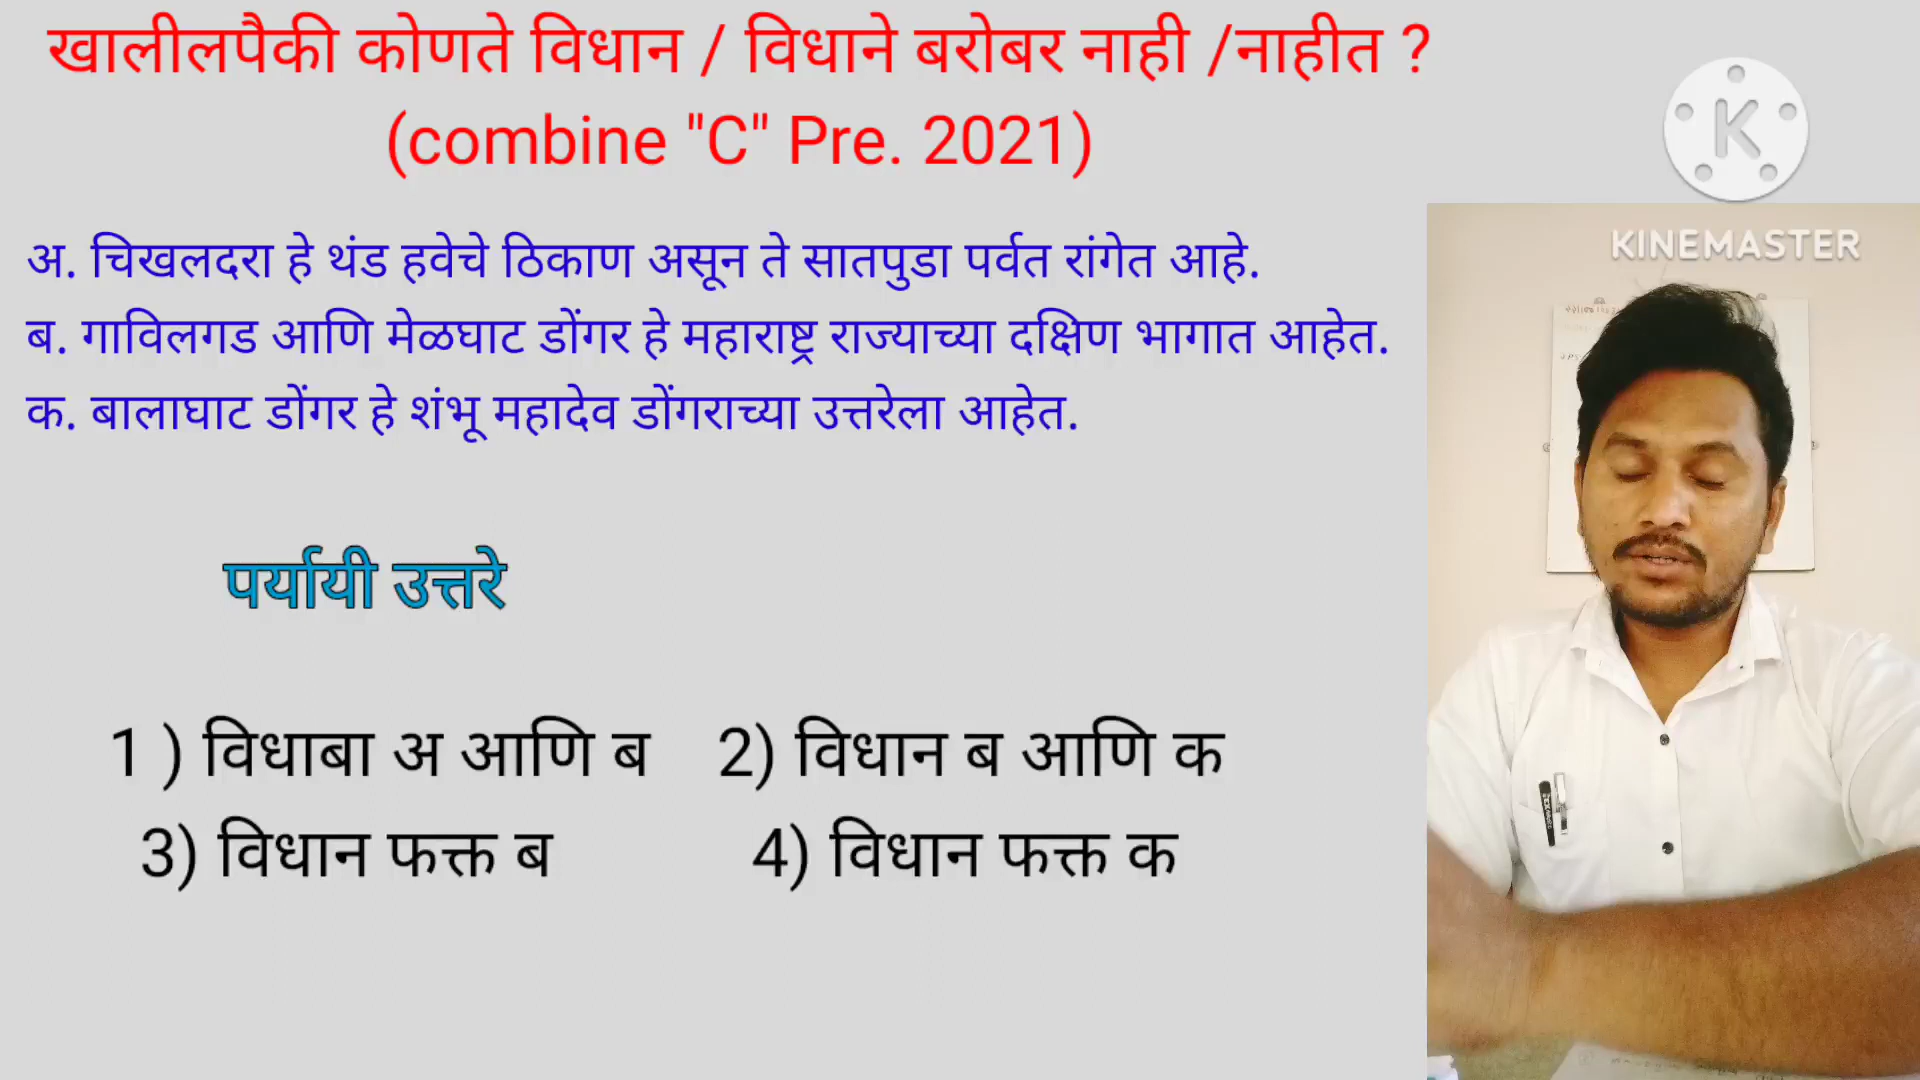 खालीलपैकी कोणते विधान / विधाने बरोबर नाही /नाहीत ?
(combine "C" Pre. 2021)
K
KINEMASTER
अ. चिखलदरा हे थंड हवेचे ठिकाण असून ते सातपुडा पर्वत रांगेत आहे.
ब. गाविलगड आणि मेळघाट डोंगर हे महाराष्ट्र राज्याच्या दक्षिण भागात आहेत.
क. बालाघाट डोंगर हे शंभू महादेव डोंगराच्या उत्तरेला आहेत.
पर्यायी उत्तरे
1 ) विधाबा अ आणि ब 2) विधान ब आणि क
3) विधान फक्त ब 4) विधान फक्त क